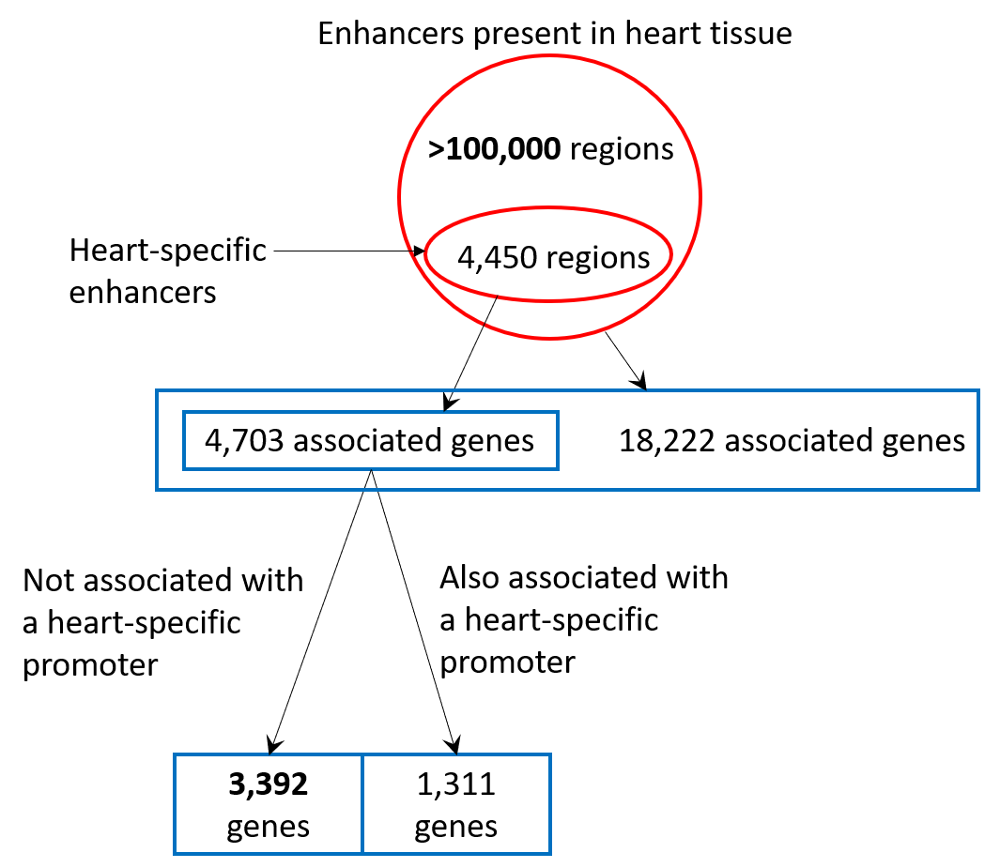 Enhancers present in heart tissue
>100,000 regions
Heart-specific
enhancers
4,450 regions
4,703 associated genes
18,222 associated genes
Not associated with
a heart-specific
promoter
Also associated with
a heart-specific
promoter
3,392
genes
1,311
genes